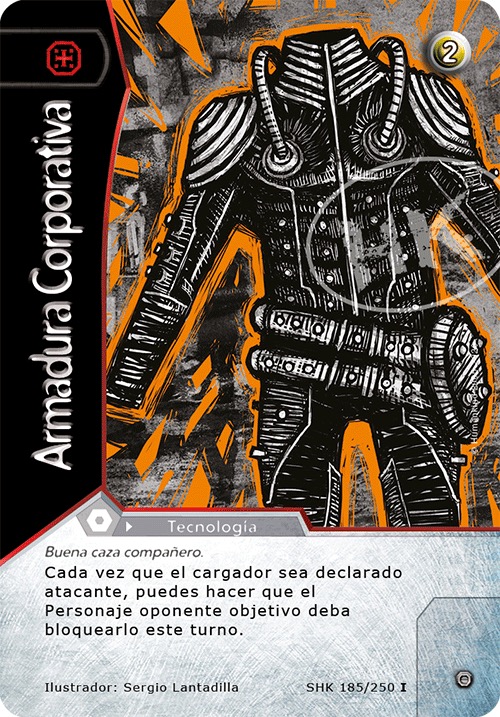 2
Armadura Corporativa
Tecnología
Buena caza compañero.
Cada vez que el cargador sea declarado
atacante, puedes hacer que el
Personaje oponente objetivo deba
bloquearlo este turno.
Ilustrador: Sergio Lantadilla
SHK 185/250 I